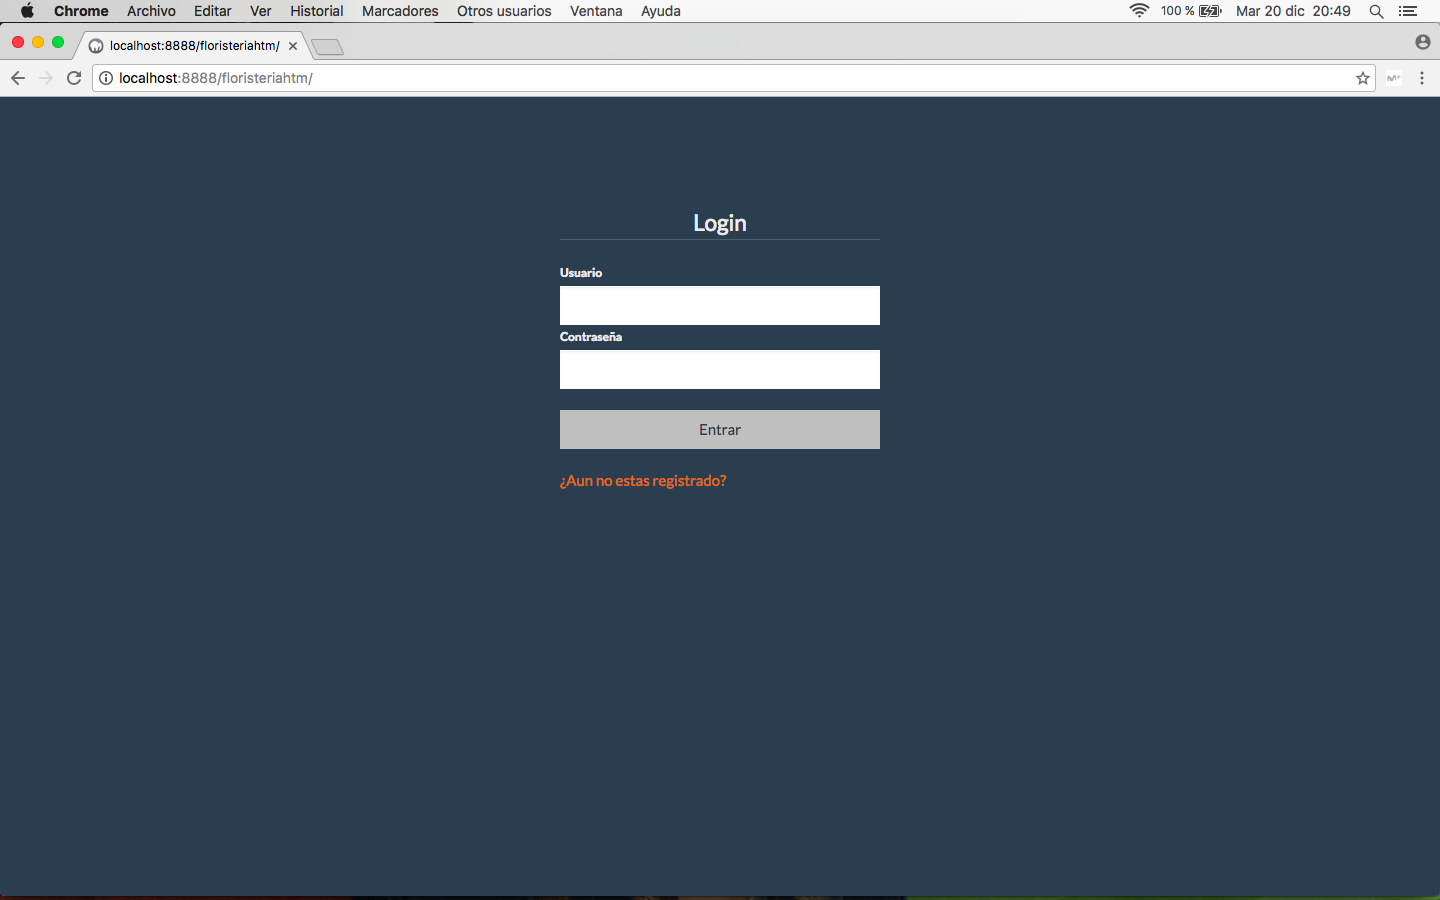 Chrome Archivo Editar Ver Historial Marcadores Otros usuarios Ventana Ayuda 100 % Mar 20 dic 20:49
localhost:8888/floristeriahtm/
localhost:8888/floristeriahtm/
Login
Usuario
Contraseña
Entrar
¿Aun no estas registrado?